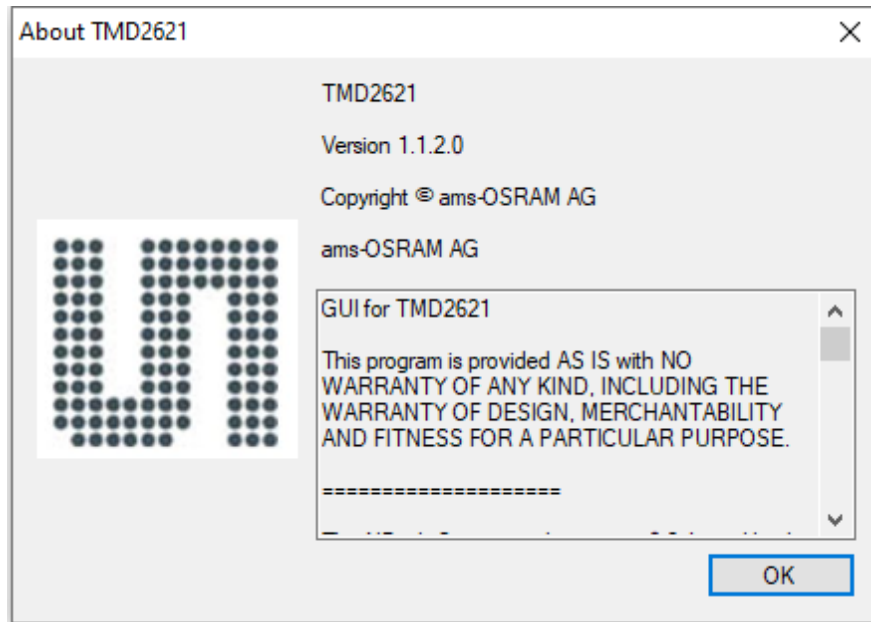 About TMD2621
TMD2621
Version 1.1.2.0
Copyright © ams-OSRAM AG
ams-OSRAM AG
GUI for TMD2621
This program is provided AS IS with NO
WARRANTY OF ANY KIND, INCLUDING THE
WARRANTY OF DESIGN, MERCHANTABILITY
AND FITNESS FOR A PARTICULAR PURPOSE.
====================
OK